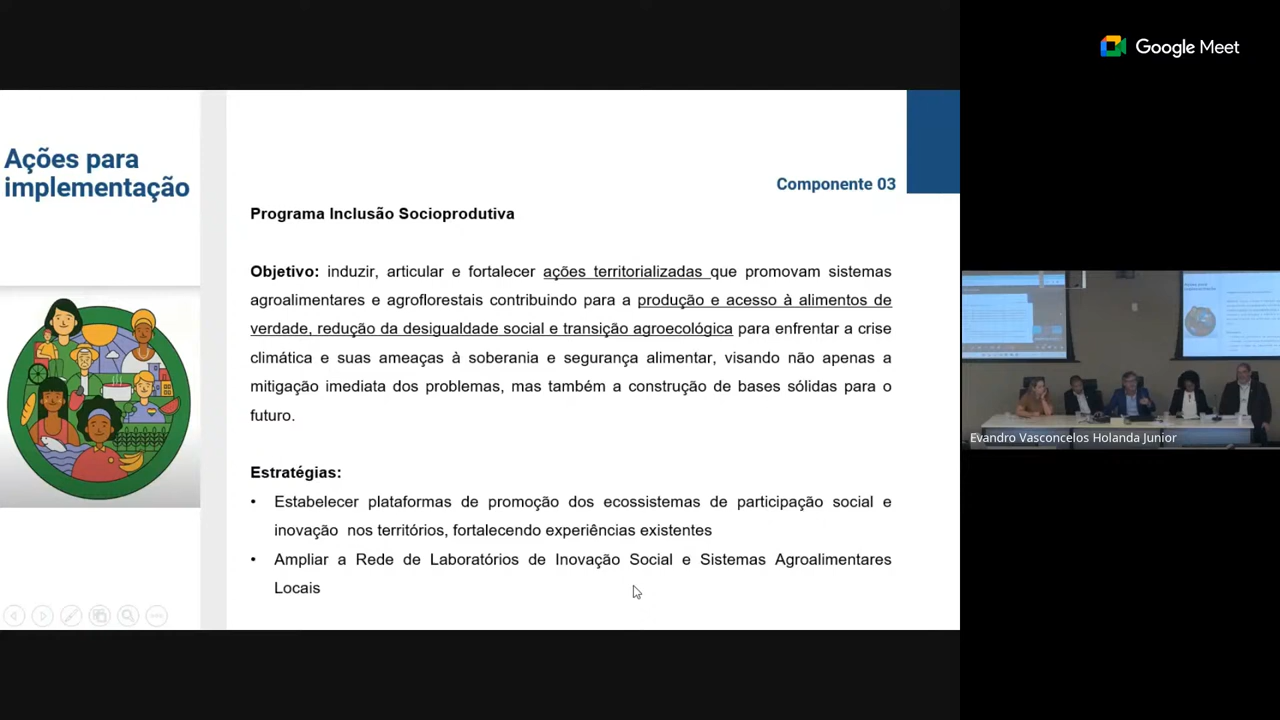 Google Meet
Ações para
implementação
Componente 03
Programa Inclusão Socioprodutiva
Objetivo: induzir, articular e fortalecer ações territorializadas que promovam sistemas
agroalimentares e agroflorestais contribuindo para a produção e acesso à alimentos de
verdade, redução da desigualdade social e transição agroecológica para enfrentar a crise
climática e suas ameaças à soberania e segurança alimentar, visando não apenas a
mitigação imediata dos problemas, mas também a construção de bases sólidas para o
futuro.
Estratégias:
• Estabelecer plataformas de promoção dos ecossistemas de participação social e
inovação nos territórios, fortalecendo experiências existentes
• Ampliar a Rede de Laboratórios de Inovação Social e Sistemas Agroalimentares
Locais
Evandro Vasconcelos Holanda Junior